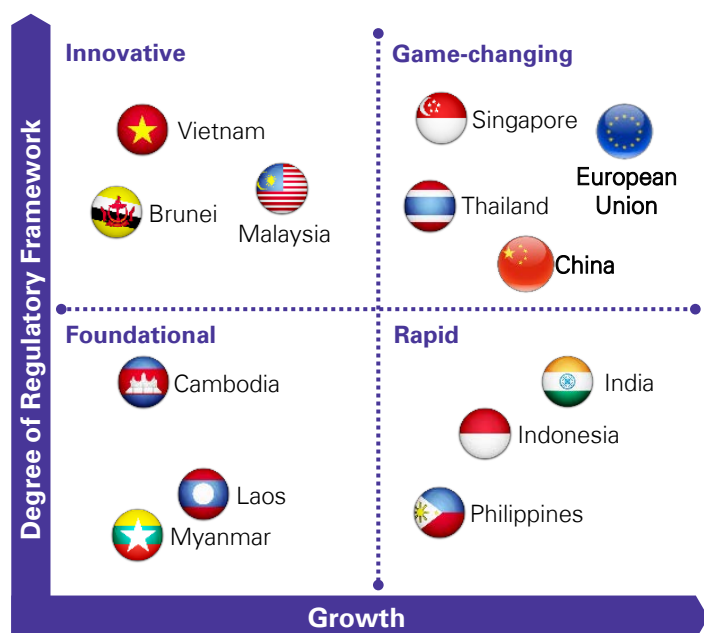 Degree of Regulatory Framework
Innovative
Vietnam
Brunei
Malaysia
Game-changing
Singapore
European
Union
Thailand
China
Foundational
Cambodia
Laos
Myanmar
Rapid
India
Indonesia
Philippines
Growth